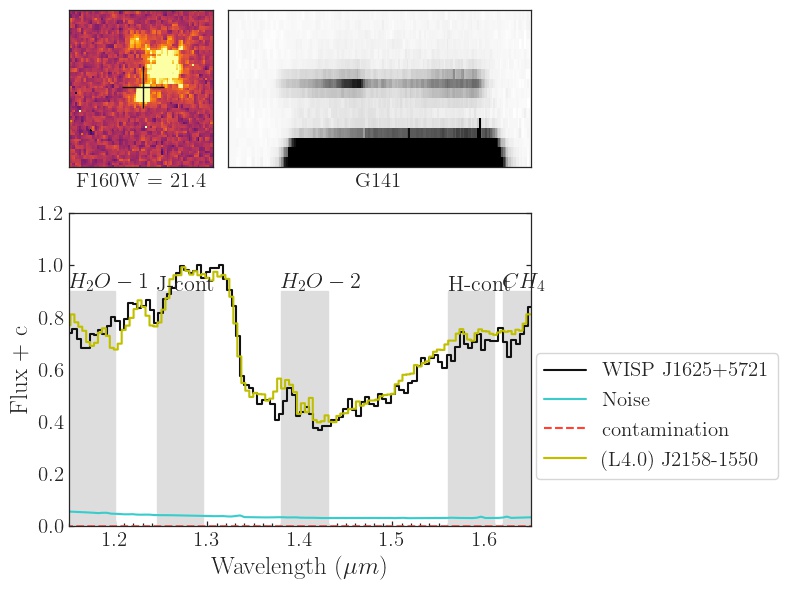 F160W = 21.4
G141
H₂O − 1
J-cont
H₂O − 2
H-cont
CH₄
1.2
1.0
0.8
0.6
0.4
0.2
0.0
Flux + c
1.2
1.3
1.4
1.5
1.6
Wavelength (μm)
WISP J1625+5721
Noise
contamination
(L4.0) J2158-1550